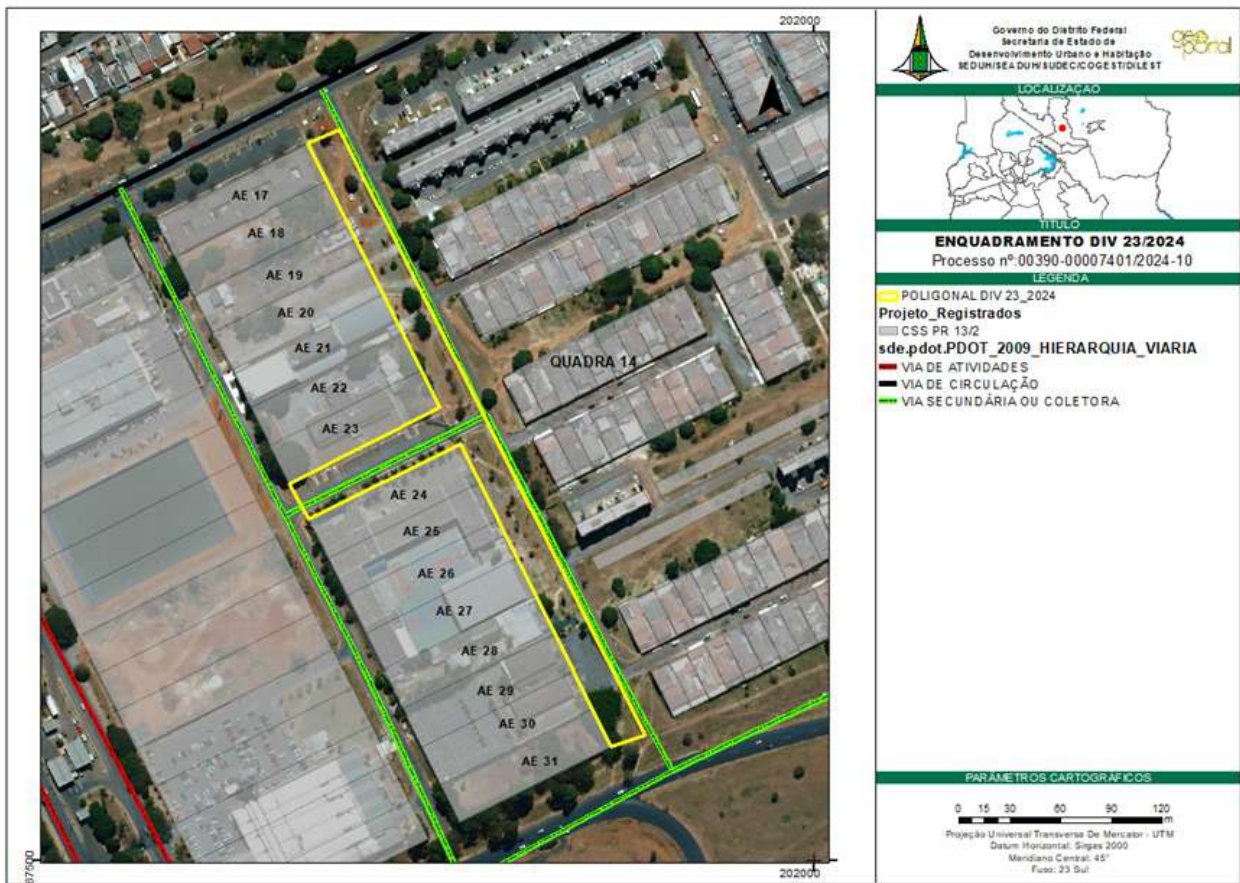 202000
AE 17
AE 18
AE 19
AE 20
AE 21
AE 22
AE 23
QUADRA 14
AE 24
AE 25
AE 26
AE 27
AE 28
AE 29
AE 30
AE 31
67500
202000
Governo do Distrito Federal
Secretaria de Estado de
Desenvolvimento Urbano e Habitação
SEDUH/SEADUH/SUDEC/COGEST/DILEST
geo
portal
LOCALIZAÇÃO
TITULO
ENQUADRAMENTO DIV 23/2024
Processo nº:00390-00007401/2024-10
LEGENDA
POLIGONAL DIV 23_2024
Projeto_Registrados
CSS PR 13/2
sde.pdot.PDOT_2009_HIERARQUIA_VIARIA
VIA DE ATIVIDADES
VIA DE CIRCULAÇÃO
VIA SECUNDÁRIA OU COLETORA
PARÂMETROS CARTOGRÁFICOS
0 15 30 60 90 120
m
Projeção Universal Transversa De Mercator - UTM
Datum Horizontal: Sirgas 2000
Meridiano Central: 45°
Fuso: 23 Sul